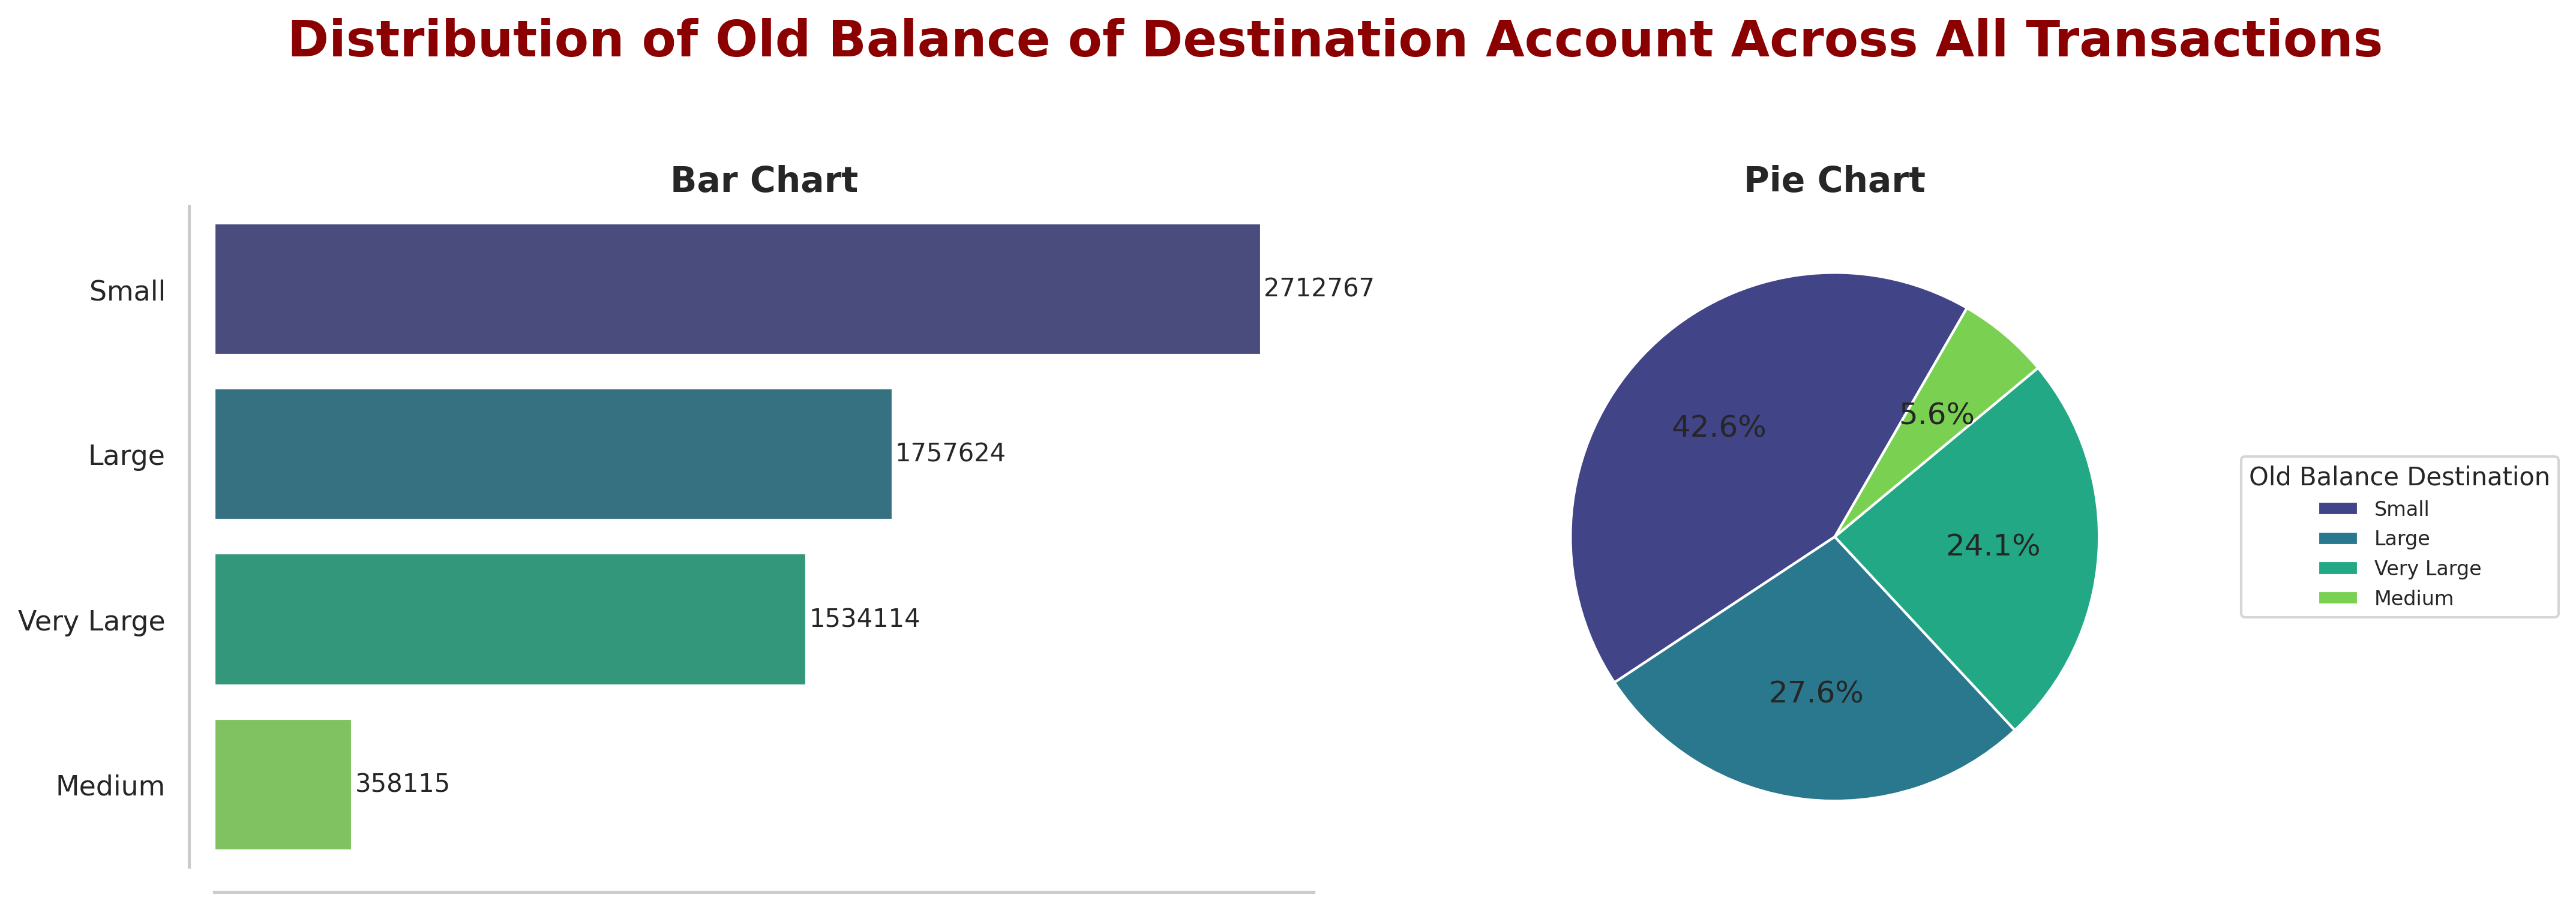 Distribution of Old Balance of Destination Account Across All Transactions
Bar Chart
Small
2712767
Large
1757624
Very Large
1534114
Medium
358115
Pie Chart
42.6%
5.6%
24.1%
27.6%
Old Balance Destination
Small
Large
Very Large
Medium